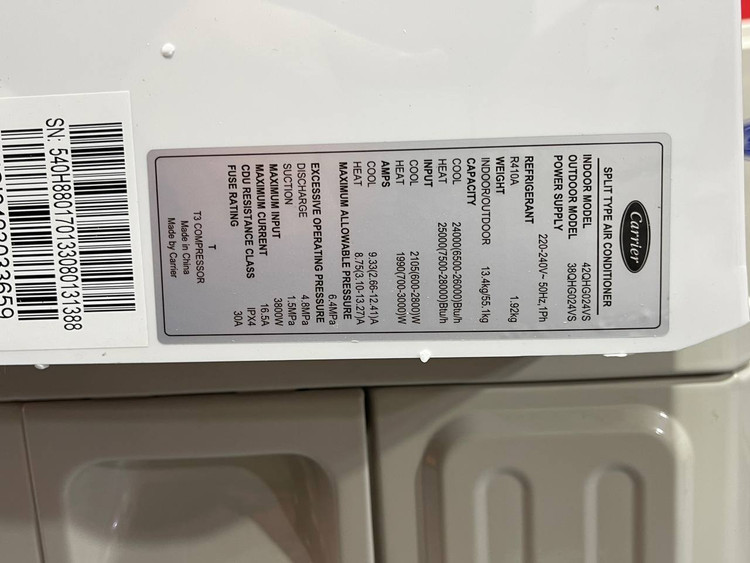 Carrier
SPLIT TYPE AIR CONDITIONER
INDOOR MODEL 42QHG024VS
OUTDOOR MODEL 38QHG024VS
POWER SUPPLY
220-240V~ 50Hz,1Ph
REFRIGERANT
R410A 1.92kg
WEIGHT
INDOOR/OUTDOOR 13.4kg/55.1kg
CAPACITY
COOL 24000(6500-26000)Btu/h
HEAT 25000(7500-28000)Btu/h
INPUT
COOL 2105(600-2800)W
HEAT 1990(700-3000)W
AMPS
COOL 9.33(2.66-12.41)A
HEAT 8.75(3.10-13.27)A
MAXIMUM ALLOWABLE PRESSURE
6.4MPa
EXCESSIVE OPERATING PRESSURE
DISCHARGE 4.8MPa
SUCTION 1.5MPa
MAXIMUM INPUT 3800W
MAXIMUM CURRENT 16.5A
CDU RESISTANCE CLASS IPX4
FUSE RATING 30A
T
T3 COMPRESSOR
Made in China
Made by Carrier
SN: 540H880170133080131388